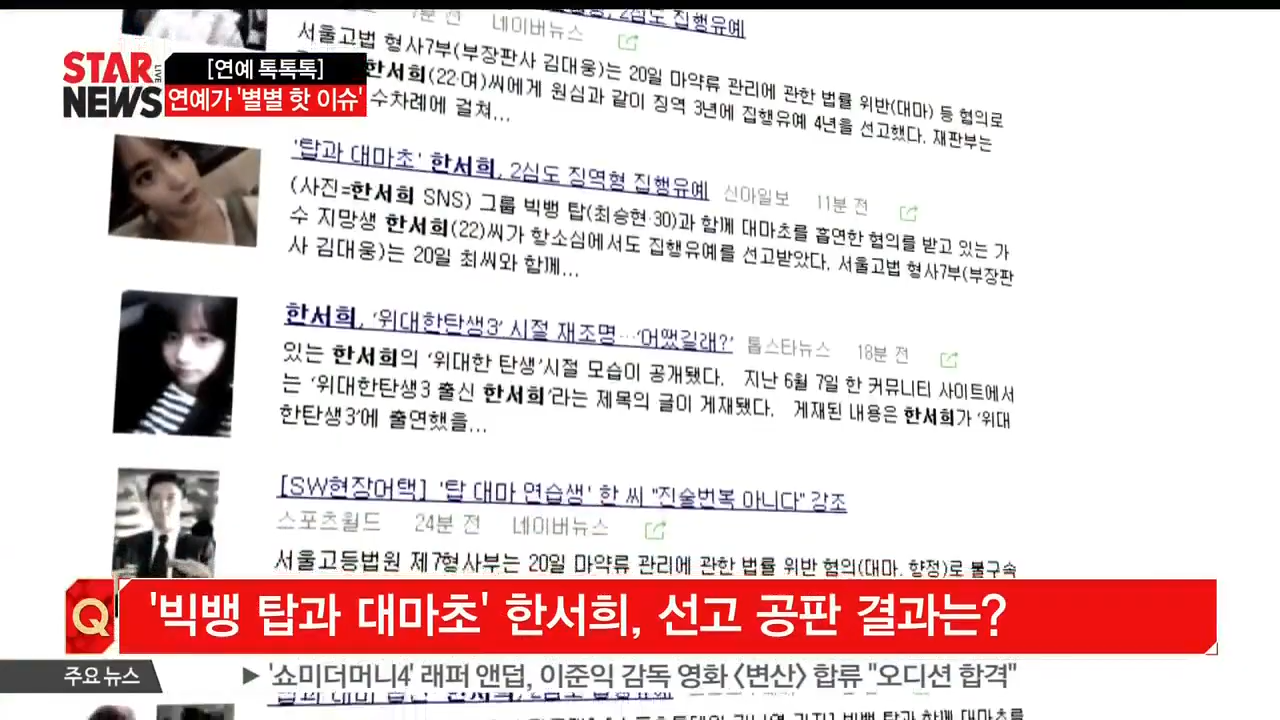 2심도 집행유예
네이버뉴스
서울고법 형사7부(부장판사 김대웅)는 20일 마약류 관리에 관한 법률 위반(대마) 등 혐의로
한서희(22·여)씨에게 원심과 같이 징역 3년에 집행유예 4년을 선고했다. 재판부는
수차례에 걸쳐...
STAR NEWS LIVE
[연예 톡톡톡]
연예가 '별별 핫 이슈'
'탑과 대마초' 한서희, 2심도 징역형 집행유예 신아일보 11분 전
(사진=한서희 SNS) 그룹 빅뱅 탑(최승현·30)과 함께 대마초를 흡연한 혐의를 받고 있는 가
수 지망생 한서희(22)씨가 항소심에서도 집행유예를 선고받았다. 서울고법 형사7부(부장판
사 김대웅)는 20일 최씨와 함께...
한서희, '위대한탄생3' 시절 재조명…'어땠길래?' 톱스타뉴스 18분 전
있는 한서희의 '위대한 탄생'시절 모습이 공개됐다. 지난 6월 7일 한 커뮤니티 사이트에서
는 '위대한탄생3 출신 한서희'라는 제목의 글이 게재됐다. 게재된 내용은 한서희가 '위대
한탄생3'에 출연했을...
[SW현장어택] '탑 대마 연습생' 한 씨 "진술번복 아니다" 강조
스포츠월드 24분 전 네이버뉴스
서울고등법원 제7형사부는 20일 마약류 관리에 관한 법률 위반 혐의(대마, 향정)로 불구속
Q '빅뱅 탑과 대마초' 한서희, 선고 공판 결과는?
주요 뉴스 ▶ '쇼미더머니4' 래퍼 앤덥, 이준익 감독 영화 <변산> 합류 "오디션 합격"